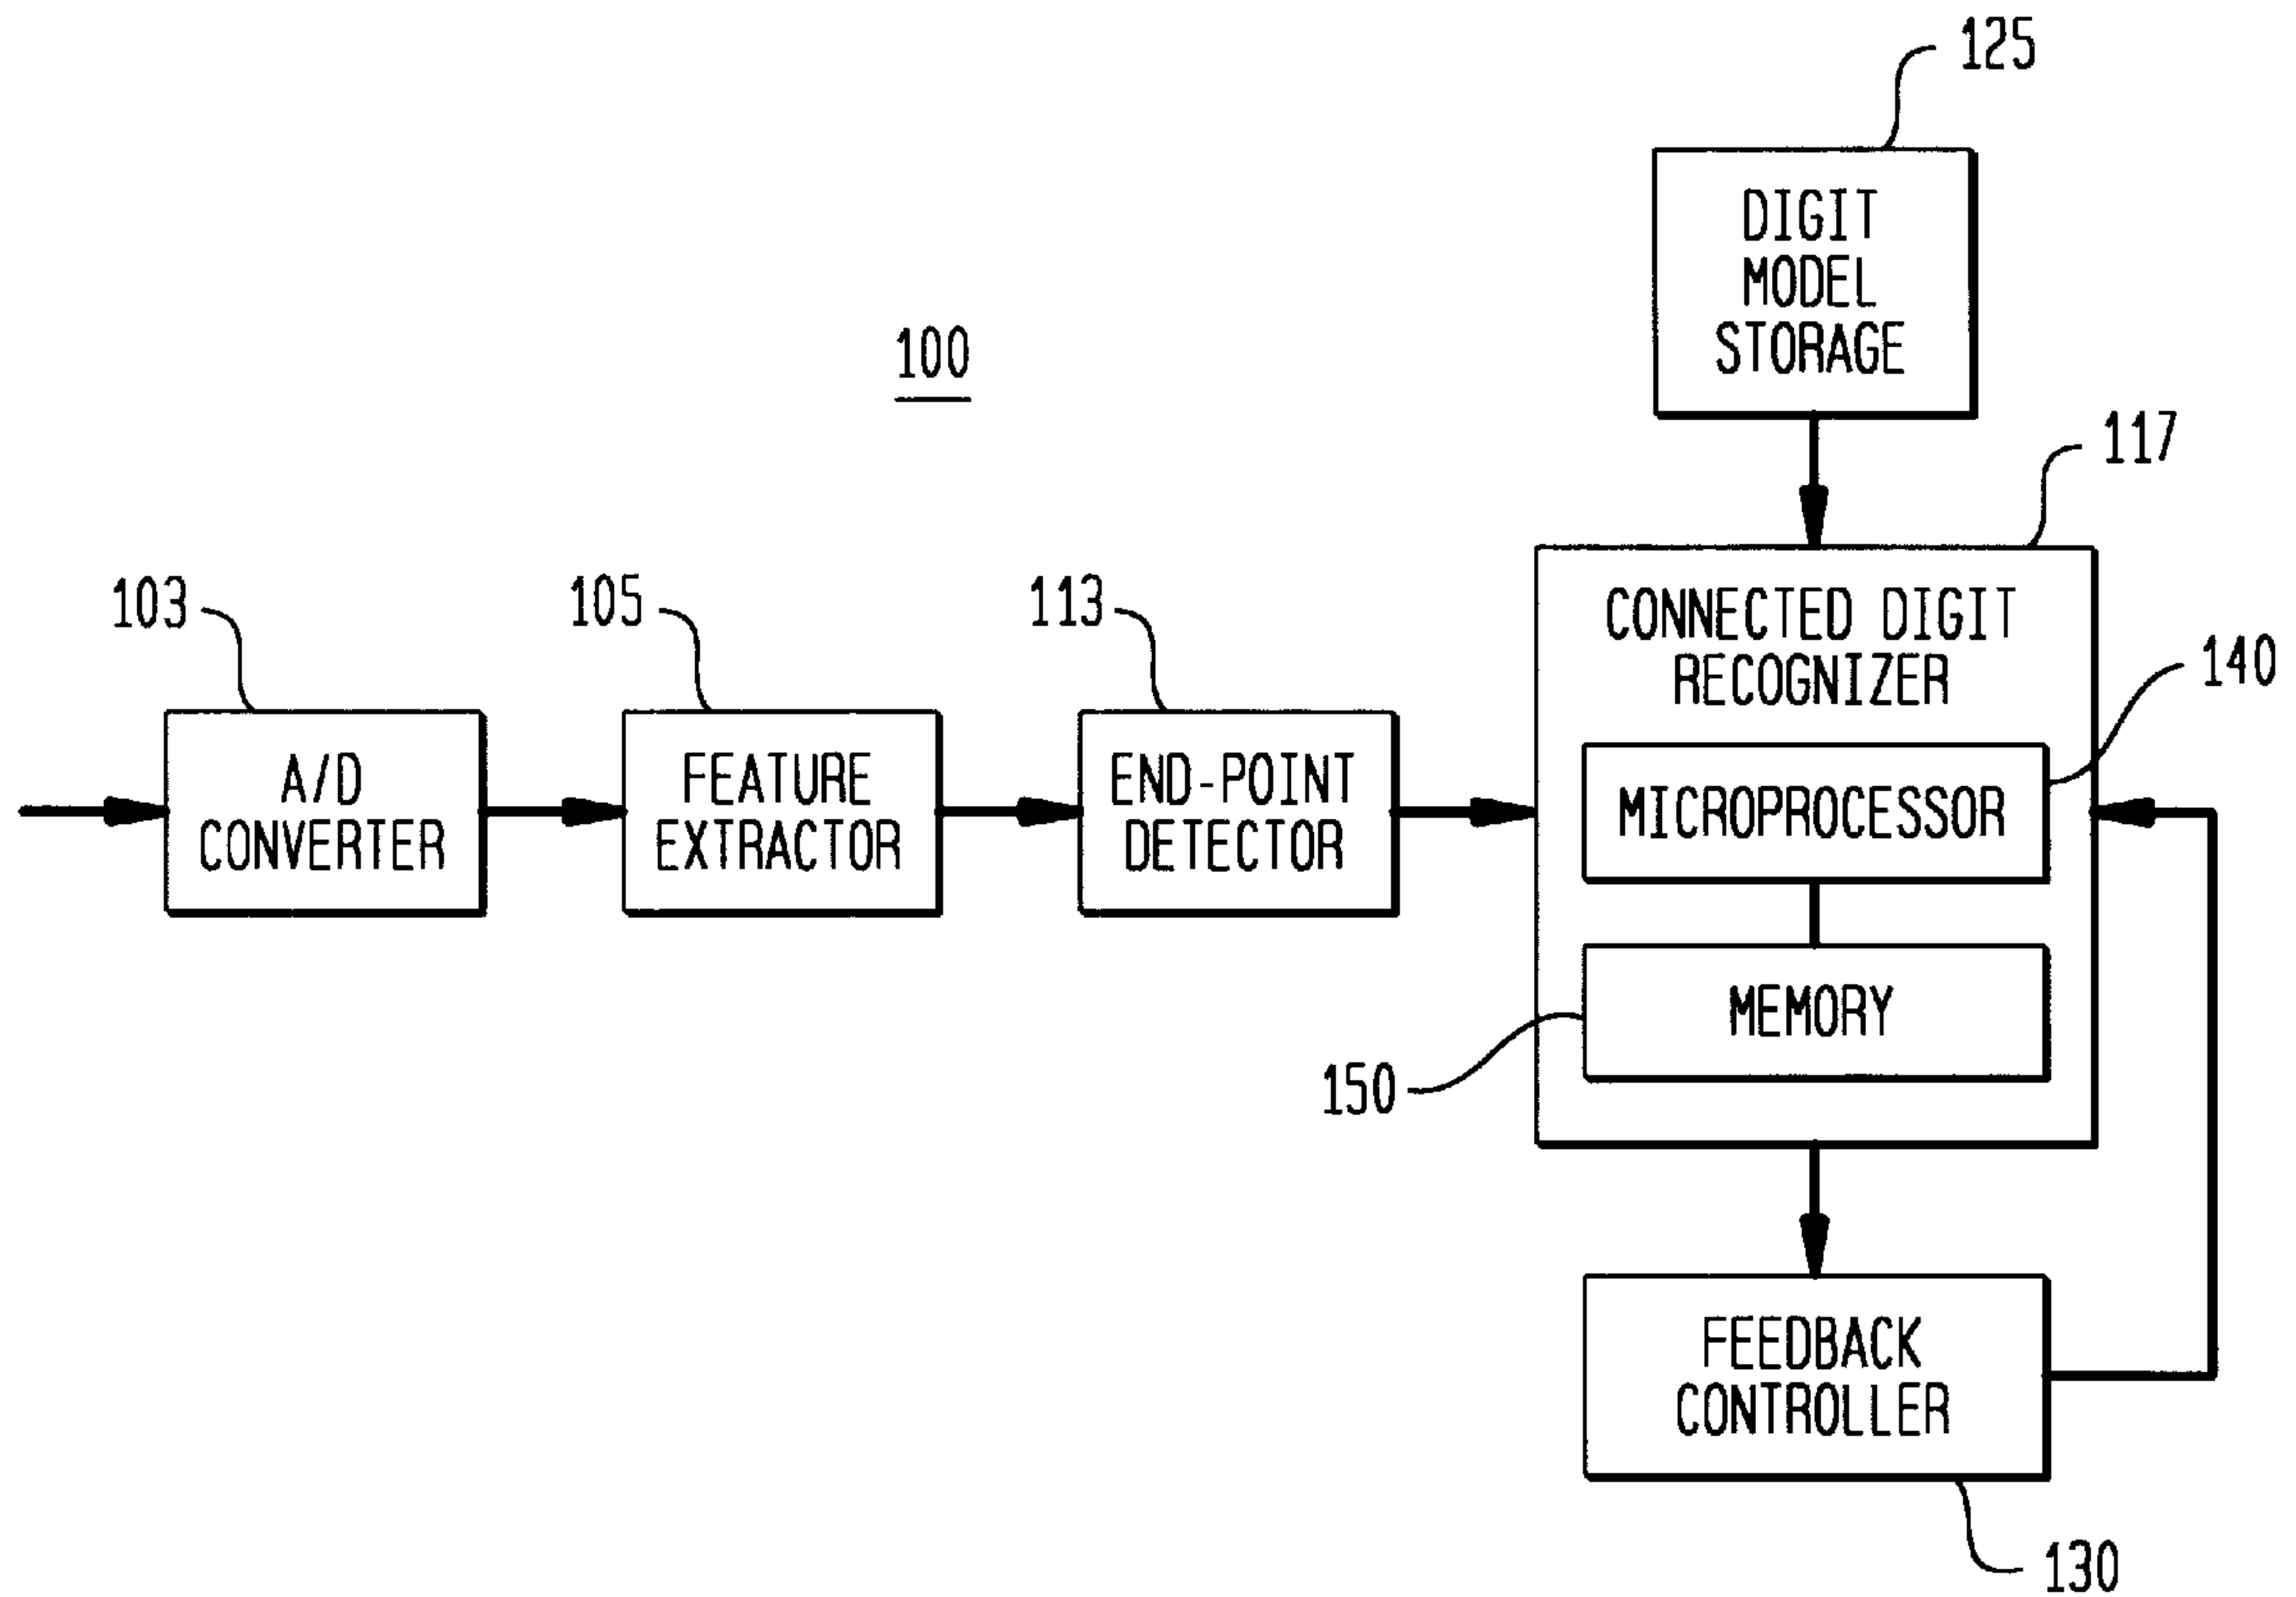 125
DIGIT
MODEL
STORAGE
100
117
103
105
113
CONNECTED DIGIT
RECOGNIZER
140
A/D
CONVERTER
FEATURE
EXTRACTOR
END-POINT
DETECTOR
MICROPROCESSOR
MEMORY
150
FEEDBACK
CONTROLLER
130